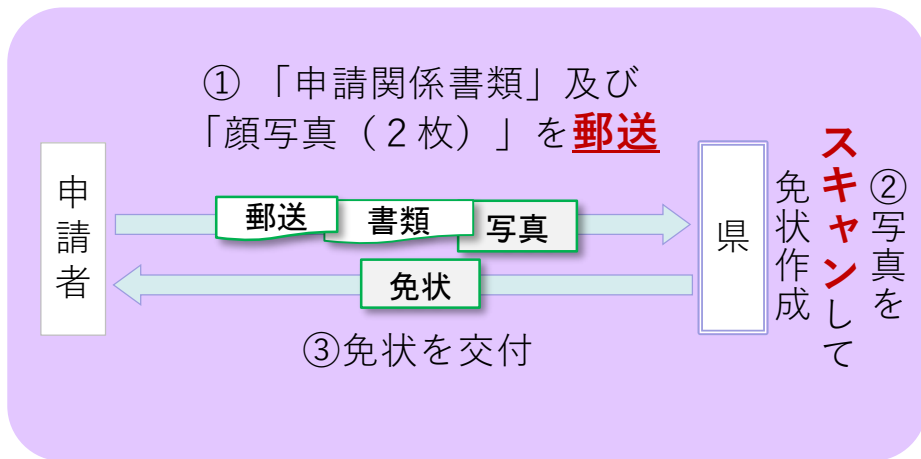 ① 「申請関係書類」及び
「顔写真（２枚）」を郵送
申請者
郵送
書類
写真
県
②写真を
スキャンして
免状作成
免状
③免状を交付